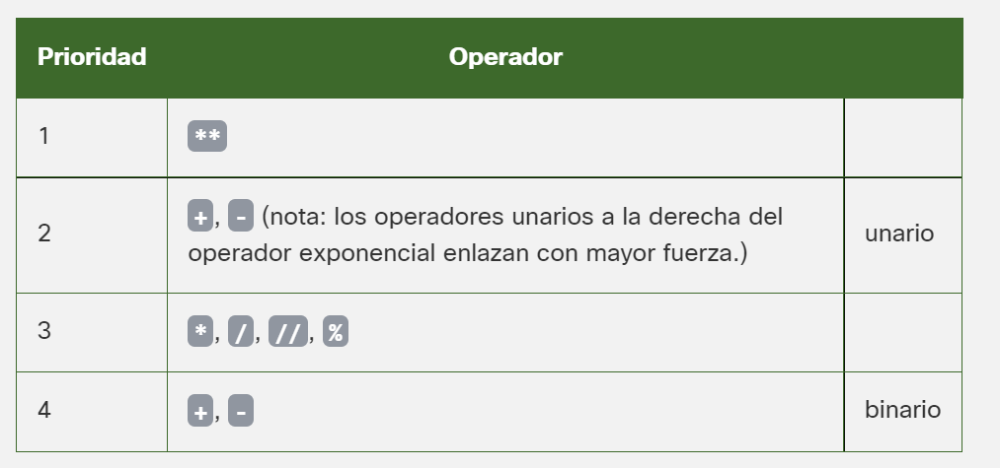 Prioridad Operador
1 **
2 +, - (nota: los operadores unarios a la derecha del
operador exponencial enlazan con mayor fuerza.) unario
3 *, /, //, %
4 +, - binario